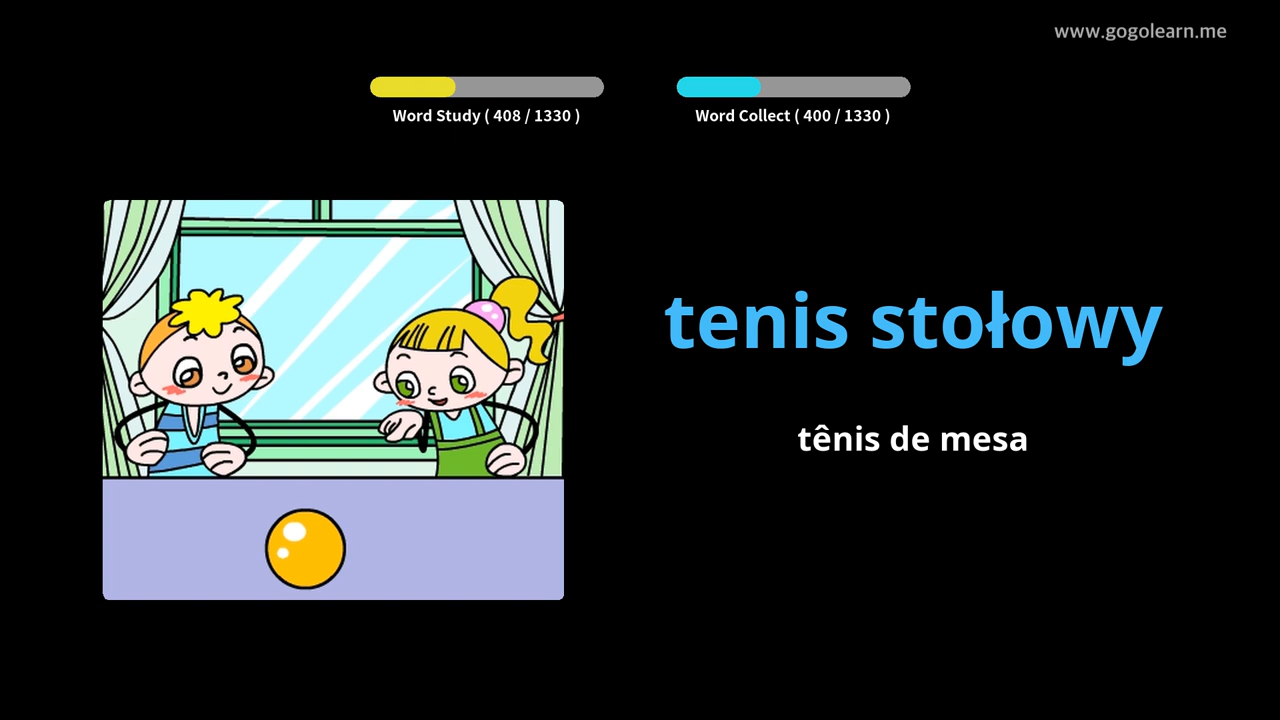 www.gogolearn.me
Word Study ( 408 / 1330 )
Word Collect ( 400 / 1330 )
tenis stołowy
tênis de mesa